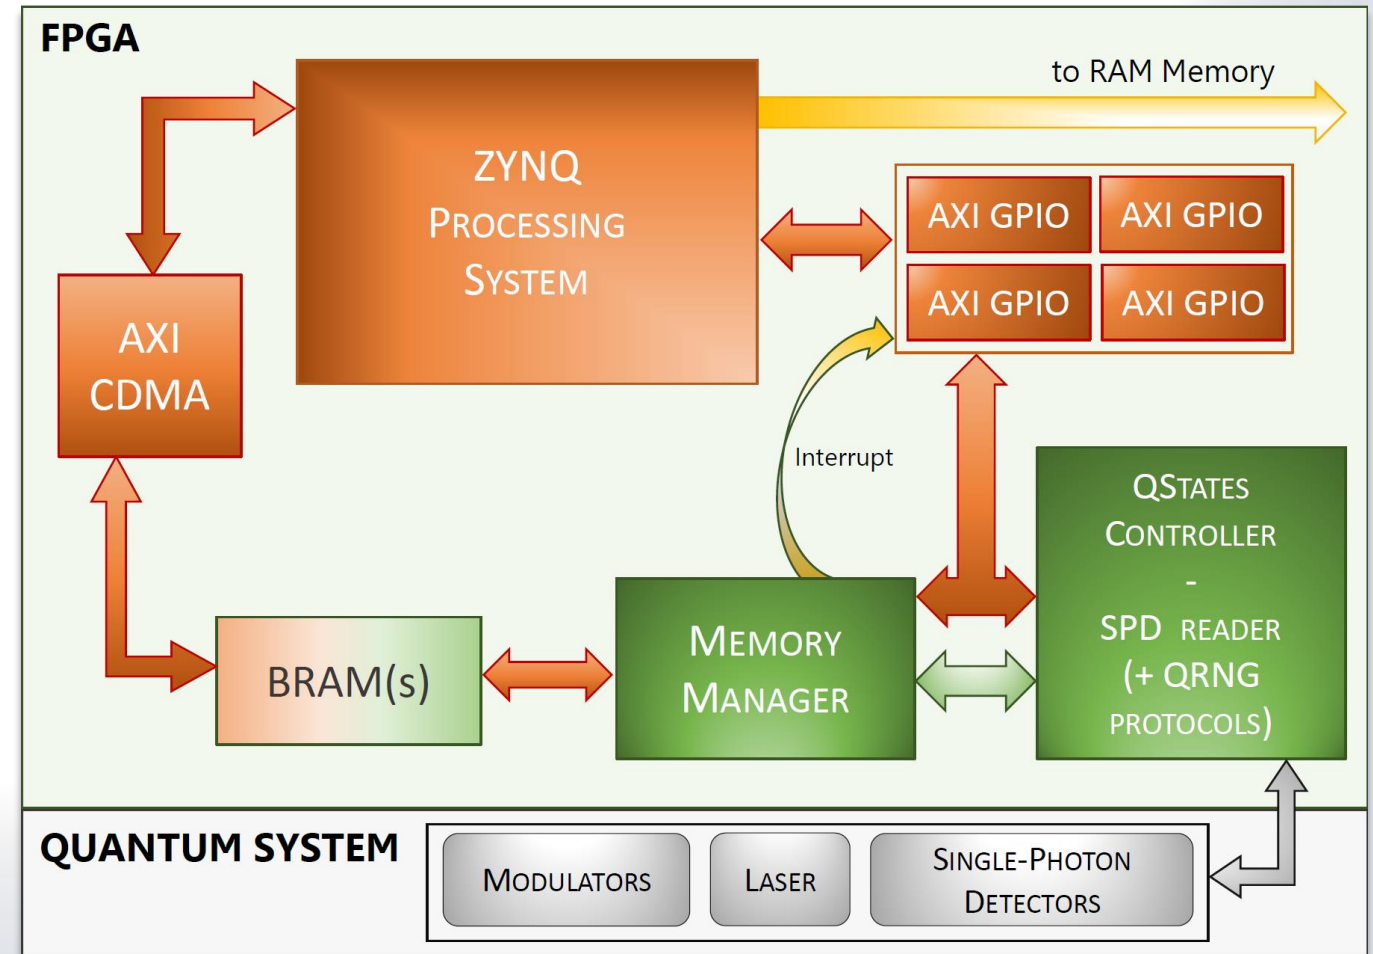 FPGA
to RAM Memory
ZYNQ
PROCESSING
SYSTEM
AXI GPIO
AXI GPIO
AXI GPIO
AXI GPIO
AXI
CDMA
Interrupt
QSTATES
CONTROLLER
-
SPD READER
(+ QRNG
PROTOCOLS)
MEMORY
MANAGER
BRAM(s)
QUANTUM SYSTEM
MODULATORS
LASER
SINGLE-PHOTON
DETECTORS